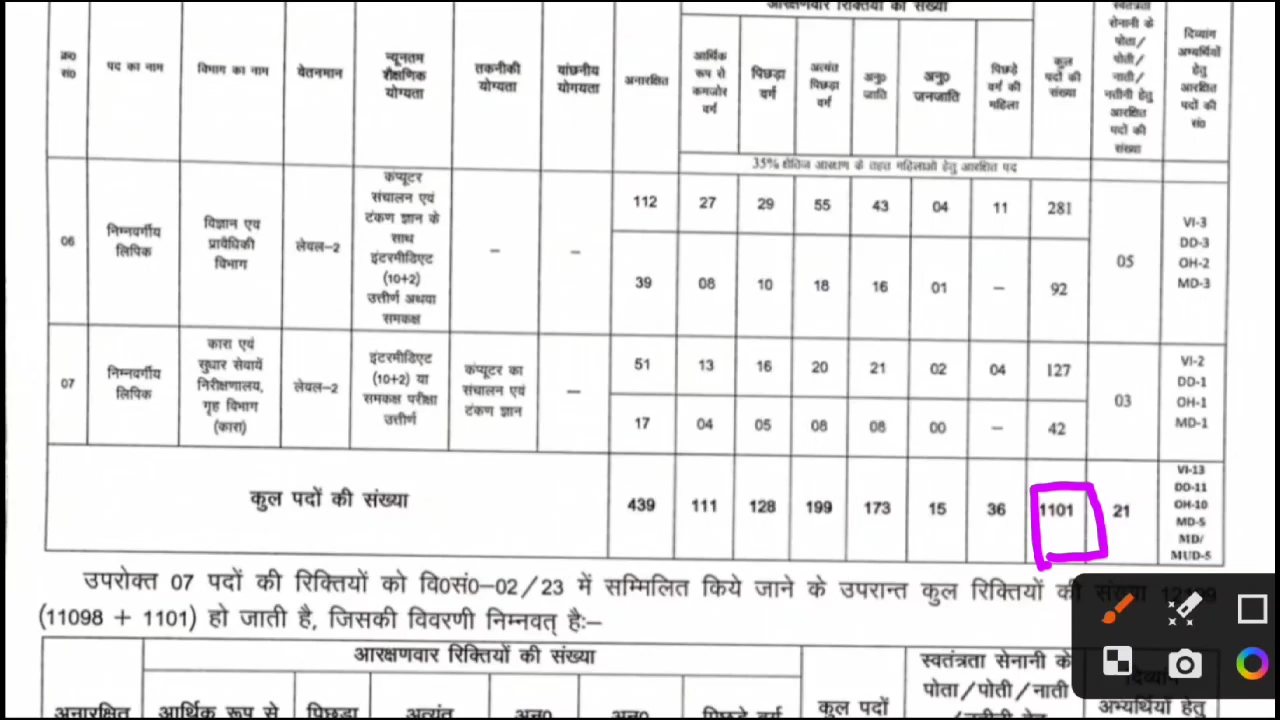 आरक्षणवार रिक्तियों की संख्या
क्र0 सं0
पद का नाम
विभाग का नाम
वेतनमान
न्यूनतम शैक्षणिक योग्यता
तकनीकी योग्यता
वांछनीय योगयता
अनारक्षित
आर्थिक रूप से कमजोर वर्ग
पिछड़ा वर्ग
अत्यंत पिछड़ा वर्ग
अनु0 जाति
अनु0 जनजाति
पिछड़े वर्ग की महिला
कुल पदों की संख्या
स्वतंत्रता सेनानी के पोता/ पोती/ नाती/ नतीनी हेतु आरक्षित पदों की संख्या
दिव्यांग अभ्यर्थियों हेतु आरक्षित पदों की सं0
35% क्षैतिज आरक्षण के तहत महिलाओं हेतु आरक्षित पद
06
निम्नवर्गीय लिपिक
विज्ञान एव प्रावैधिकी विभाग
लेवल–2
कंप्यूटर संचालन एवं टंकण ज्ञान के साथ इंटरमीडिएट (10+2) उत्तीर्ण अथवा समकक्ष
–
–
112 27 29 55 43 04 11 281
39 08 10 18 16 01 – 92
05
VI-3
DD-3
OH-2
MD-3
07
निम्नवर्गीय लिपिक
कारा एवं सुधार सेवायें निरीक्षणालय, गृह विभाग (कारा)
लेवल–2
इंटरमीडिएट (10+2) या समकक्ष परीक्षा उत्तीर्ण
कंप्यूटर का संचालन एवं टंकण ज्ञान
–
51 13 16 20 21 02 04 127
17 04 05 08 08 00 – 42
03
VI-2
DD-1
OH-1
MD-1
कुल पदों की संख्या
439 111 128 199 173 15 36 1101 21
VI-13
DD-11
OH-10
MD-5
MD/
MUD-5
उपरोक्त 07 पदों की रिक्तियों को वि0सं0–02/23 में सम्मिलित किये जाने के उपरान्त कुल रिक्तियों की संख्या
(11098 + 1101) हो जाती है, जिसकी विवरणी निम्नवत् हैः–
आरक्षणवार रिक्तियों की संख्या
अनारक्षित
आर्थिक रूप से
पिछड़ा
अत्यंत
अनु0
अनु0
पिछड़े वर्ग
कुल पदों
स्वतंत्रता सेनानी के
पोता/पोती/नाती
अभ्यर्थियों हेतु